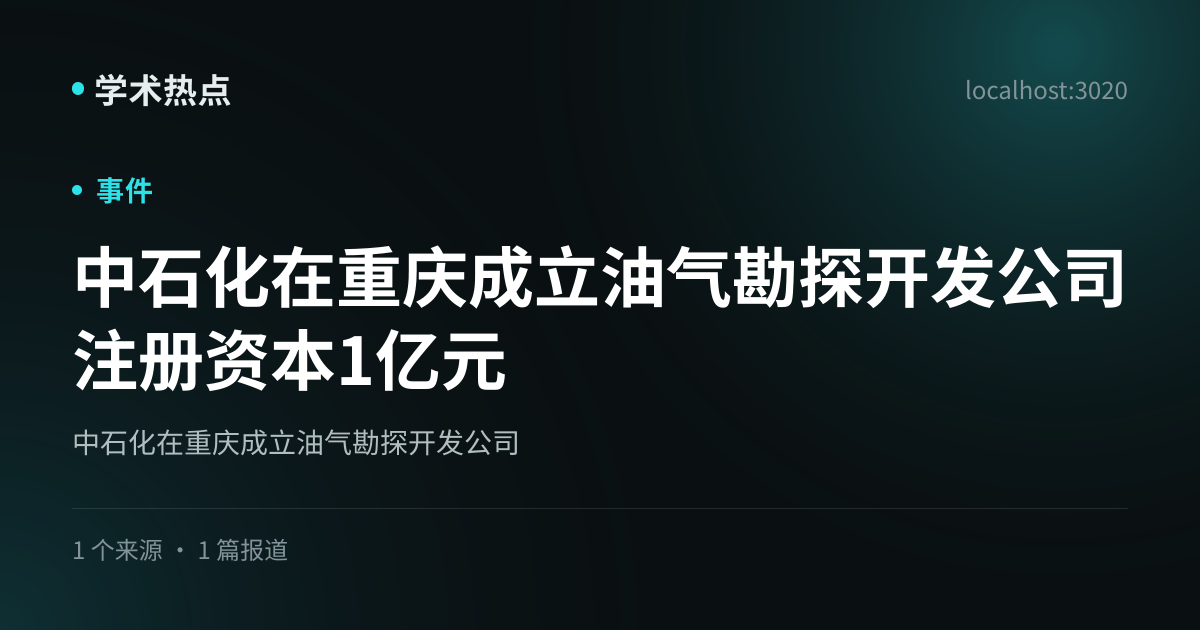 学术热点
localhost:3020
事件
中石化在重庆成立油气勘探开发公司
注册资本1亿元
中石化在重庆成立油气勘探开发公司
1 个来源 · 1 篇报道